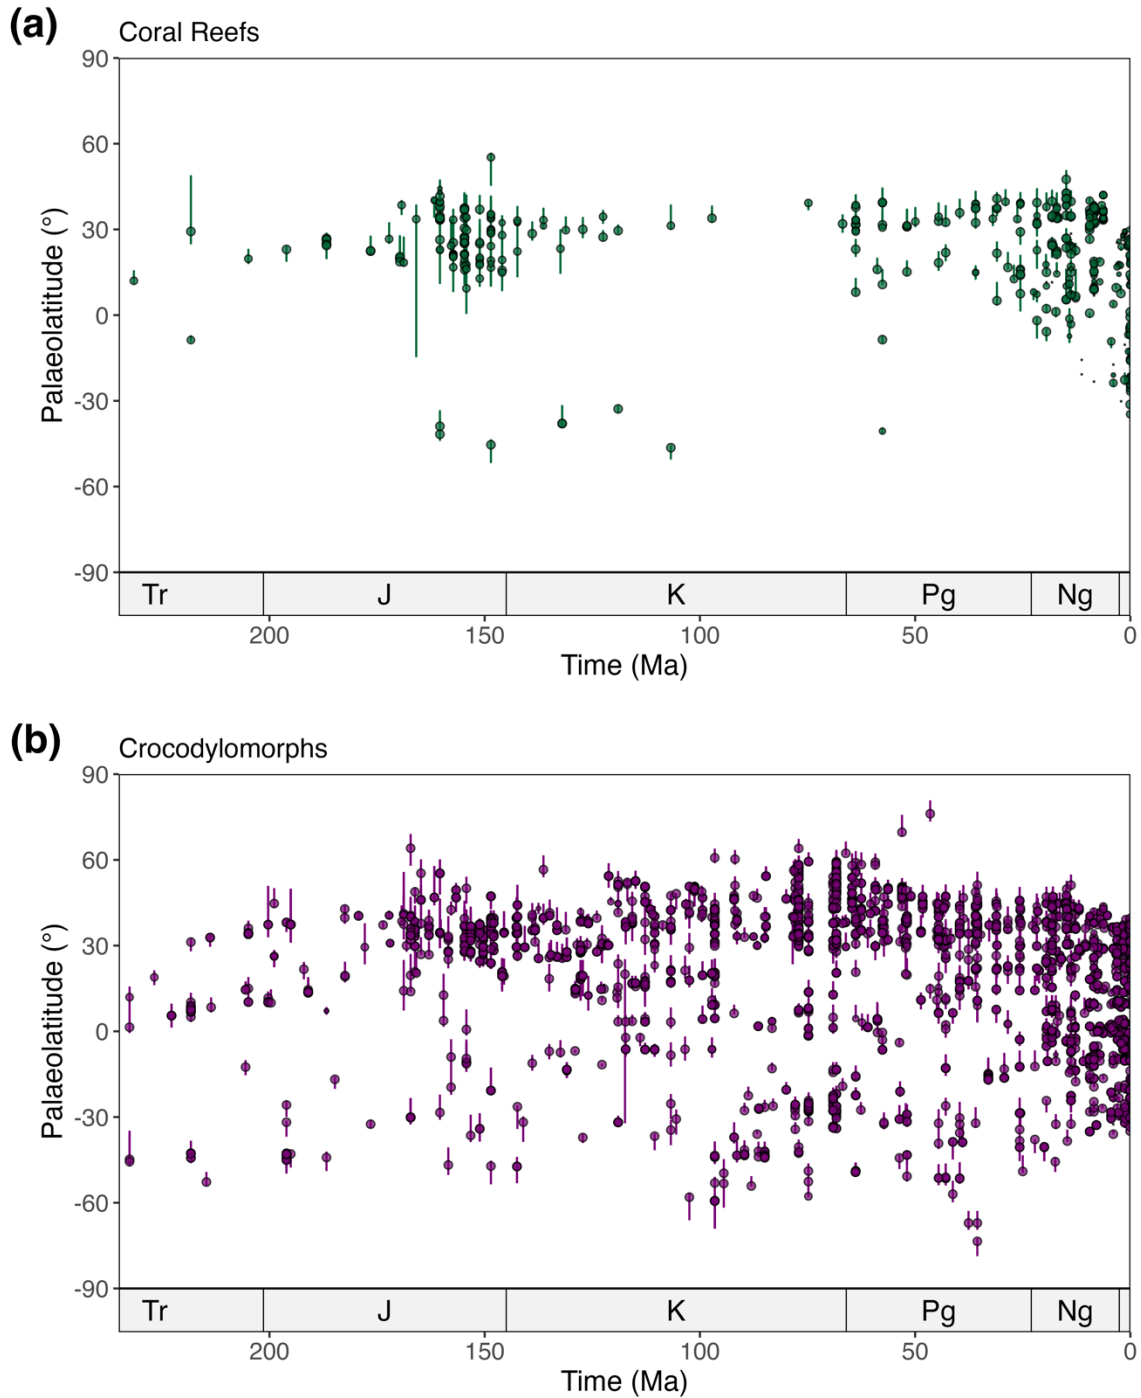 (a)
Coral Reefs
90
60
30
0
-30
-60
-90
Palaeolatitude (°)
Tr J K Pg Ng
200 150 100 50 0
Time (Ma)
(b)
Crocodylomorphs
90
60
30
0
-30
-60
-90
Palaeolatitude (°)
Tr J K Pg Ng
200 150 100 50 0
Time (Ma)